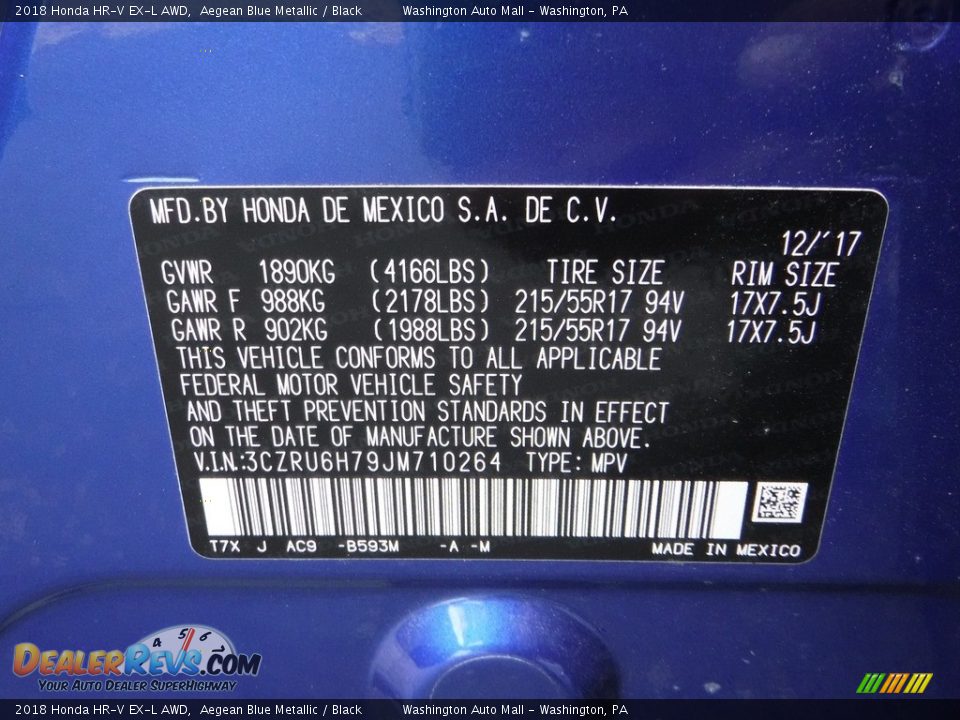 2018 Honda HR-V EX-L AWD, Aegean Blue Metallic / Black Washington Auto Mall - Washington, PA
MFD.BY HONDA DE MEXICO S.A. DE C.V.
12/'17
GVWR 1890KG (4166LBS) TIRE SIZE RIM SIZE
GAWR F 988KG (2178LBS) 215/55R17 94V 17X7.5J
GAWR R 902KG (1988LBS) 215/55R17 94V 17X7.5J
THIS VEHICLE CONFORMS TO ALL APPLICABLE
FEDERAL MOTOR VEHICLE SAFETY
AND THEFT PREVENTION STANDARDS IN EFFECT
ON THE DATE OF MANUFACTURE SHOWN ABOVE.
V.I.N.:3CZRU6H79JM710264 TYPE: MPV
T7X J AC9 -B593M -A -M MADE IN MEXICO
4 5 6
DEALERREVS.COM
YOUR AUTO DEALER SUPERHIGHWAY
2018 Honda HR-V EX-L AWD, Aegean Blue Metallic / Black Washington Auto Mall - Washington, PA